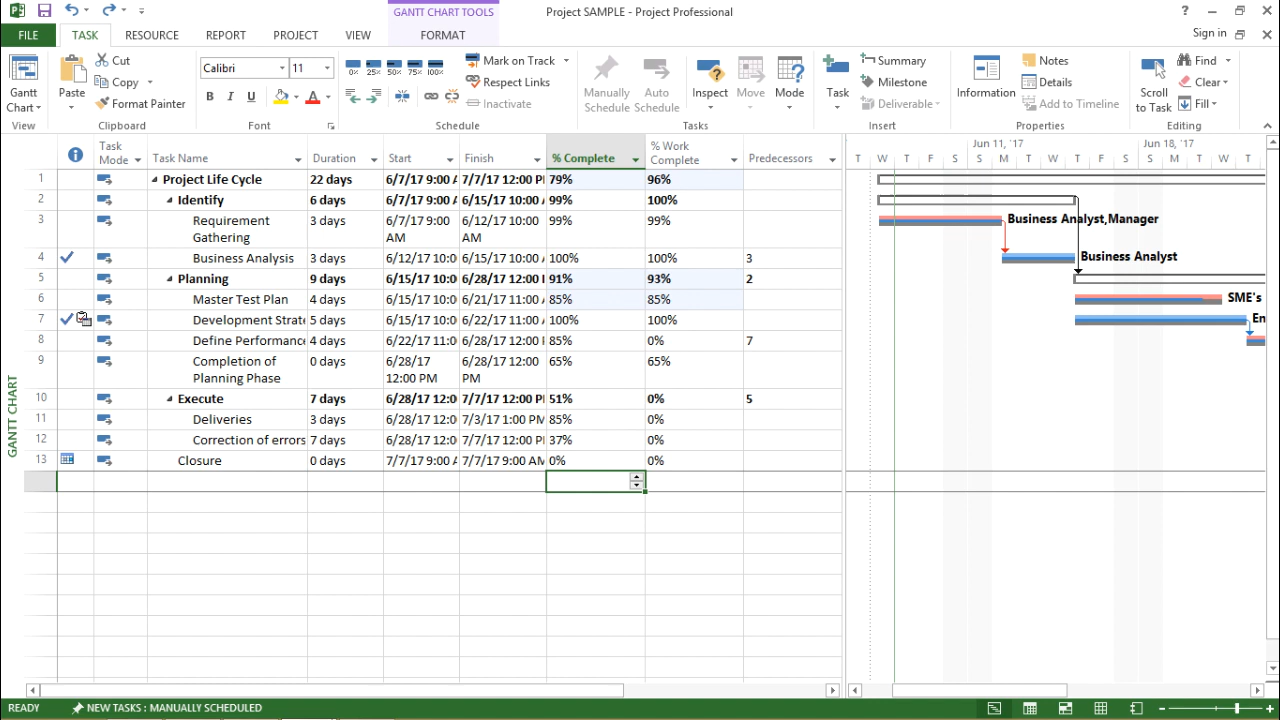 GANTT CHART TOOLS
Project SAMPLE - Project Professional
?
FILE TASK RESOURCE REPORT PROJECT VIEW FORMAT Sign in
Gantt Chart
View
Paste
Cut
Copy
Format Painter
Clipboard
Calibri 11
B I U A
Font
0% 25% 50% 75% 100%
Mark on Track
Respect Links
Inactivate
Schedule
Manually Schedule
Auto Schedule
Inspect
Move
Mode
Tasks
Task
Summary
Milestone
Deliverable
Insert
Information
Notes
Details
Add to Timeline
Properties
Scroll to Task
Find
Clear
Fill
Editing
Task Mode Task Name Duration Start Finish % Complete % Work Complete Predecessors
Jun 11, '17 Jun 18, '17
T W T F S S M T W T F S S M T W T
1 Project Life Cycle 22 days 6/7/17 9:00 A 7/7/17 12:00 P 79% 96%
2 Identify 6 days 6/7/17 9:00 A 6/15/17 10:00 A 99% 100%
3 Requirement Gathering 3 days 6/7/17 9:00 AM 6/12/17 10:00 AM 99% 99%
Business Analyst,Manager
4 Business Analysis 3 days 6/12/17 10:00 6/15/17 10:00 A 100% 100% 3
Business Analyst
5 Planning 9 days 6/15/17 10:0 6/28/17 12:00 P 91% 93% 2
6 Master Test Plan 4 days 6/15/17 10:0 6/21/17 11:00 A 85% 85%
SME's
7 Development Strate 5 days 6/15/17 10:0 6/22/17 11:00 A 100% 100%
En
8 Define Performance 4 days 6/22/17 11:0 6/28/17 12:00 P 85% 0% 7
9 Completion of Planning Phase 0 days 6/28/17 12:00 PM 6/28/17 12:00 PM 65% 65%
10 Execute 7 days 6/28/17 12:0 7/7/17 12:00 P 51% 0% 5
11 Deliveries 3 days 6/28/17 12:0 7/3/17 1:00 PM 85% 0%
12 Correction of errors 7 days 6/28/17 12:0 7/7/17 12:00 P 37% 0%
13 Closure 0 days 7/7/17 9:00 A 7/7/17 9:00 AM 0% 0%
GANTT CHART
READY NEW TASKS : MANUALLY SCHEDULED